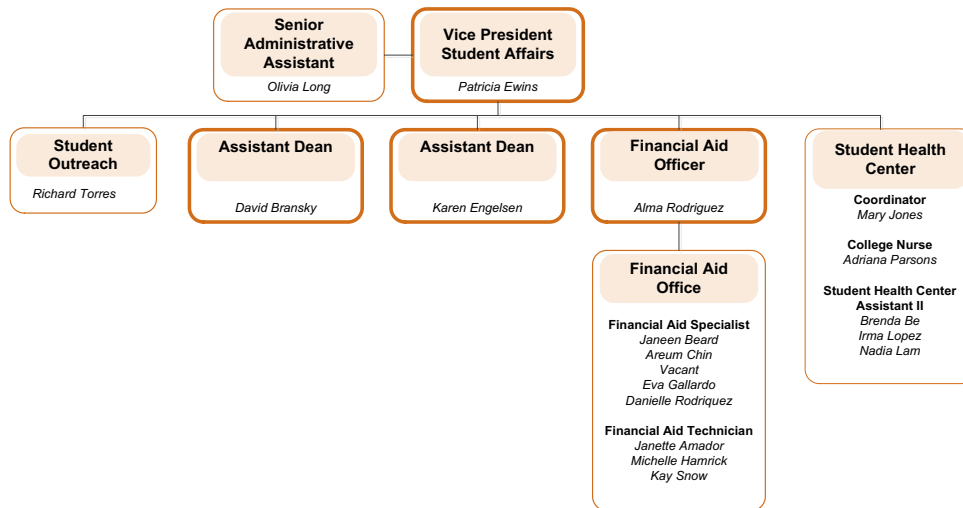 Senior
Administrative
Assistant
Olivia Long
Vice President
Student Affairs
Patricia Ewins
Student
Outreach
Richard Torres
Assistant Dean
David Bransky
Assistant Dean
Karen Engelsen
Financial Aid
Officer
Alma Rodriguez
Student Health
Center
Coordinator
Mary Jones
College Nurse
Adriana Parsons
Student Health Center
Assistant II
Brenda Be
Irma Lopez
Nadia Lam
Financial Aid
Office
Financial Aid Specialist
Janeen Beard
Areum Chin
Vacant
Eva Gallardo
Danielle Rodriquez
Financial Aid Technician
Janette Amador
Michelle Hamrick
Kay Snow